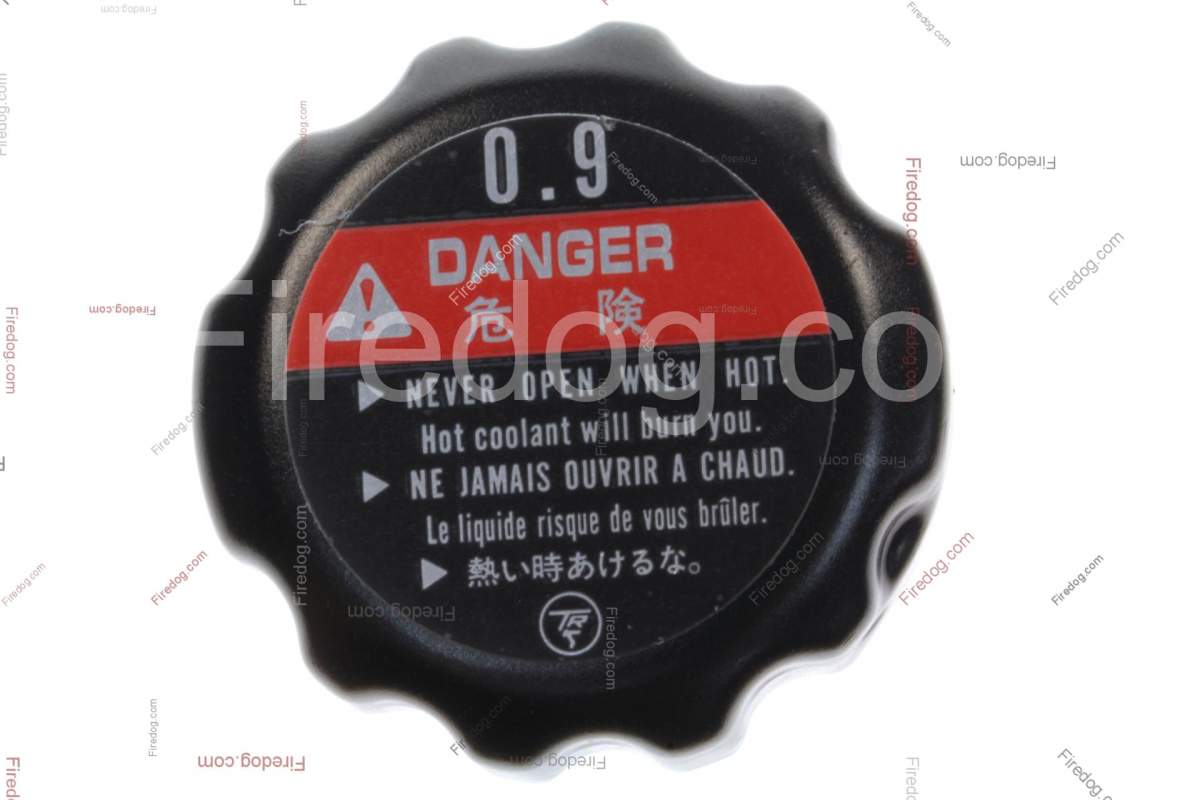 0.9
DANGER
危 険
NEVER OPEN WHEN HOT.
Hot coolant will burn you.
NE JAMAIS OUVRIR A CHAUD.
Le liquide risque de vous brûler.
熱い時あけるな。
TRS
Firedog.com